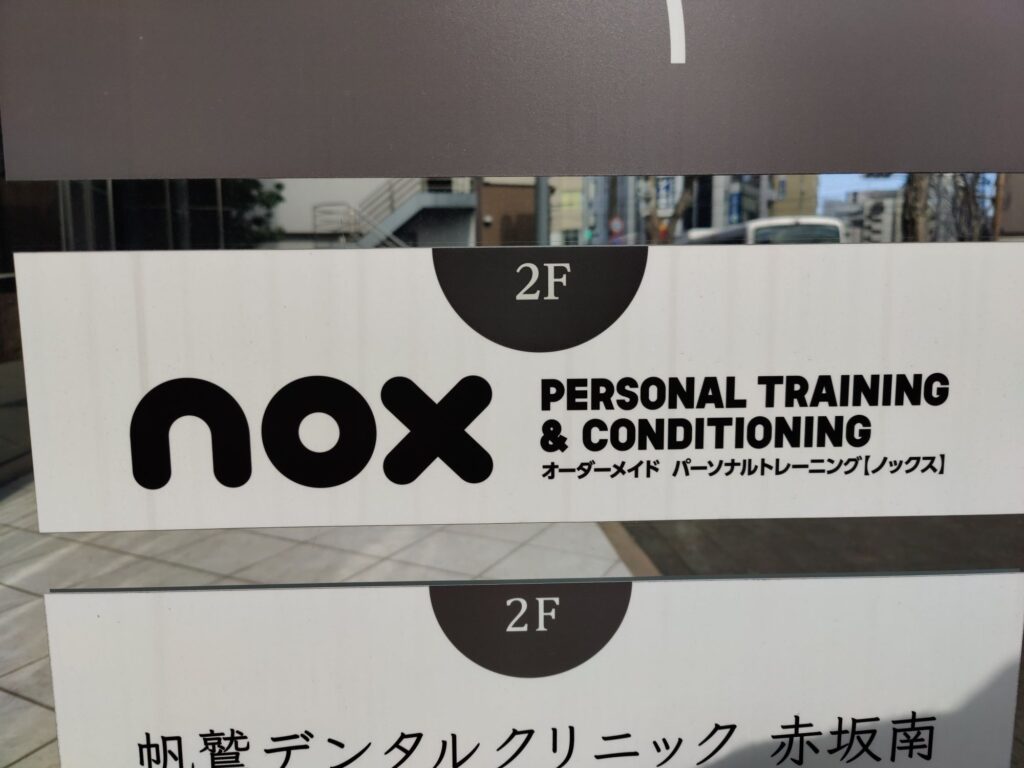 2F
nox
PERSONAL TRAINING
& CONDITIONING
オーダーメイド パーソナルトレーニング【ノックス】
2F
帆鷲デンタルクリニック 赤坂南